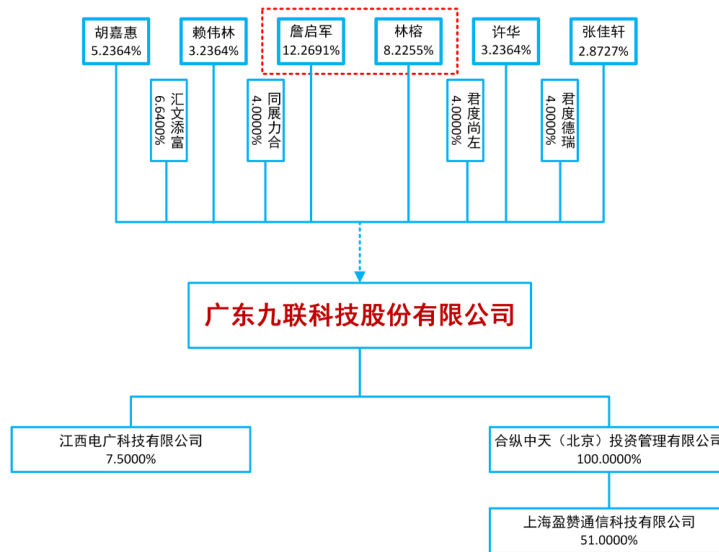 胡嘉惠
5.2364%
赖伟林
3.2364%
詹启军
12.2691%
林榕
8.2255%
许华
3.2364%
张佳轩
2.8727%
汇文添富
6.6400%
同展力合
4.0000%
君度尚左
4.0000%
君度德瑞
4.0000%
广东九联科技股份有限公司
江西电广科技有限公司
7.5000%
合纵中天（北京）投资管理有限公司
100.0000%
上海盈赞通信科技有限公司
51.0000%